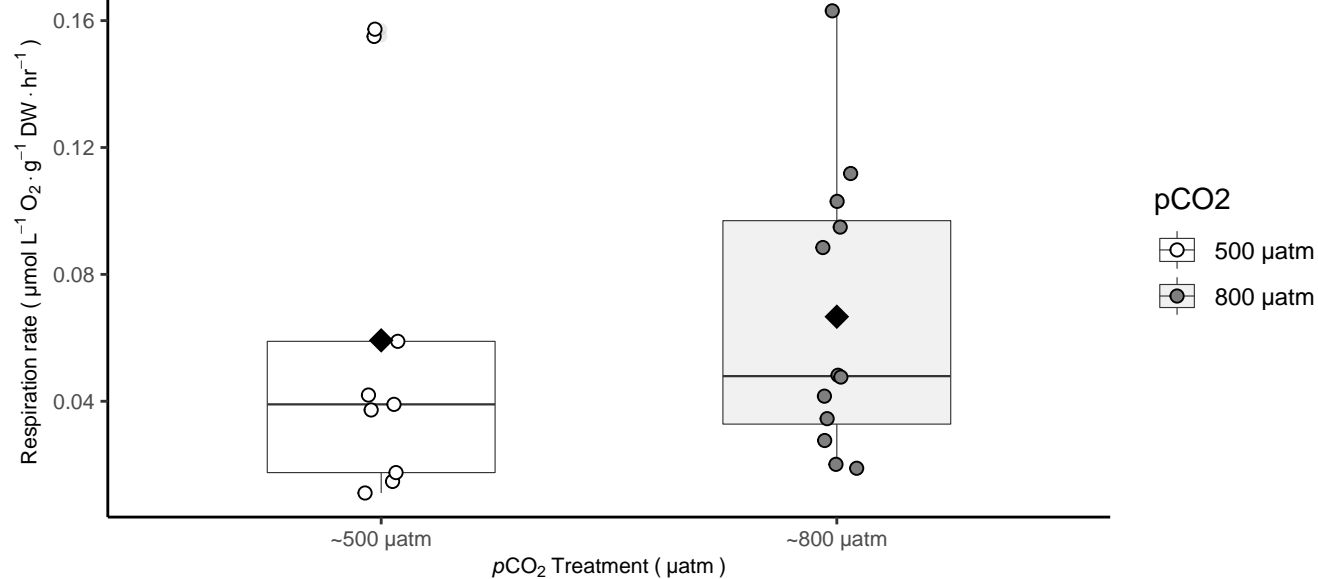 Respiration rate ( µmol L⁻¹ O₂ · g⁻¹ DW · hr⁻¹ )
0.16
0.12
0.08
0.04
~500 µatm
~800 µatm
pCO₂ Treatment ( µatm )
pCO2
500 µatm
800 µatm